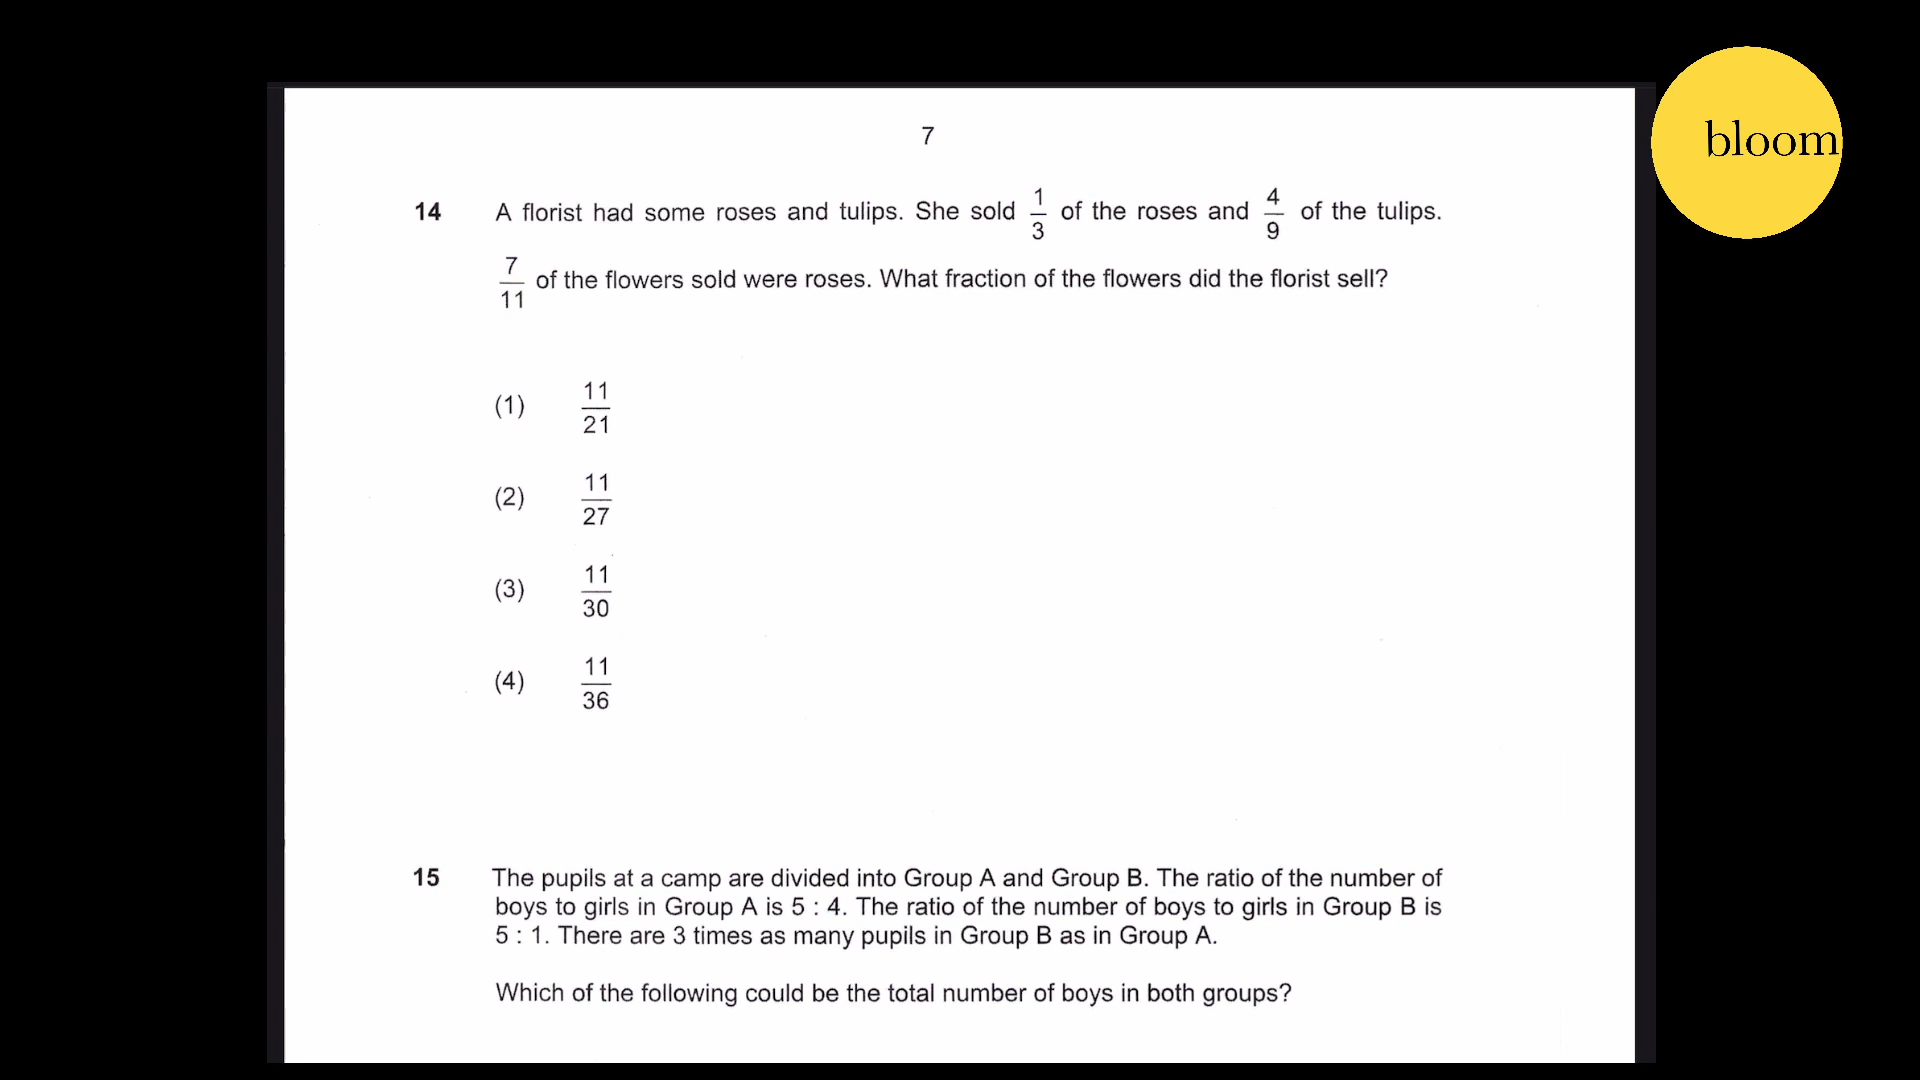 7
bloom
14 A florist had some roses and tulips. She sold 1/3 of the roses and 4/9 of the tulips.
7/11 of the flowers sold were roses. What fraction of the flowers did the florist sell?
(1) 11/21
(2) 11/27
(3) 11/30
(4) 11/36
15 The pupils at a camp are divided into Group A and Group B. The ratio of the number of
boys to girls in Group A is 5 : 4. The ratio of the number of boys to girls in Group B is
5 : 1. There are 3 times as many pupils in Group B as in Group A.
Which of the following could be the total number of boys in both groups?